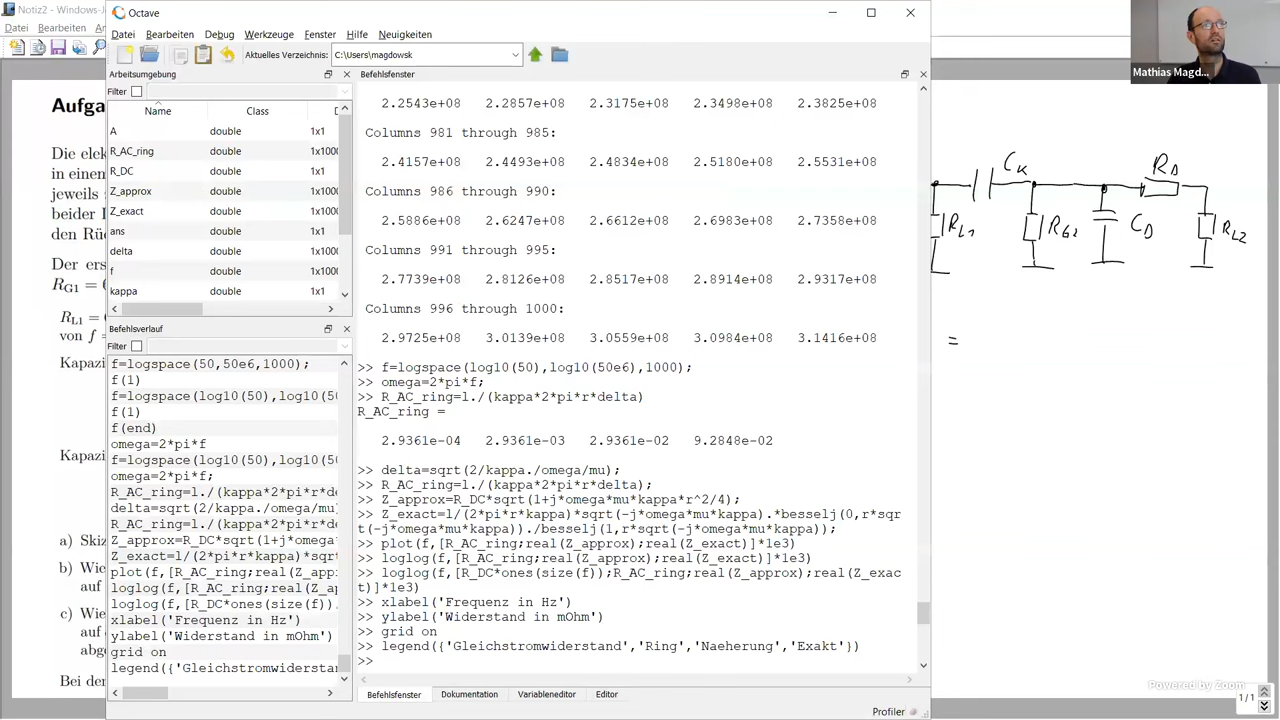 Notiz2 - Windows-Jo
Datei Bearbeiten
Octave
Datei Bearbeiten Debug Werkzeuge Fenster Hilfe Neuigkeiten
Aktuelles Verzeichnis: C:\Users\magdowsk
Mathias Magd...
Arbeitsumgebung
Filter
Name Class D
A double 1x1
R_AC_ring double 1x1000
R_DC double 1x1
Z_approx double 1x1000
Z_exact double 1x1000
ans double 1x1
delta double 1x1000
f double 1x1000
kappa double 1x1
Befehlsverlauf
Filter
f=logspace(50,50e6,1000);
f(1)
f=logspace(log10(50),log10(50
f(1)
f(end)
omega=2*pi*f
f=logspace(log10(50),log10(50
omega=2*pi*f;
R_AC_ring=1./(kappa*2*pi*r*de
delta=sqrt(2/kappa./omega/mu)
R_AC_ring=1./(kappa*2*pi*r*de
Z_approx=R_DC*sqrt(1+j*omega*
Z_exact=1/(2*pi*r*kappa)*sqrt
plot(f,[R_AC_ring;real(Z_appr
loglog(f,[R_AC_ring;real(Z_ap
loglog(f,[R_DC*ones(size(f));
xlabel('Frequenz in Hz')
ylabel('Widerstand in mOhm')
grid on
legend({'Gleichstromwiderstan
Befehlsfenster
2.2543e+08 2.2857e+08 2.3175e+08 2.3498e+08 2.3825e+08
Columns 981 through 985:
2.4157e+08 2.4493e+08 2.4834e+08 2.5180e+08 2.5531e+08
Columns 986 through 990:
2.5886e+08 2.6247e+08 2.6612e+08 2.6983e+08 2.7358e+08
Columns 991 through 995:
2.7739e+08 2.8126e+08 2.8517e+08 2.8914e+08 2.9317e+08
Columns 996 through 1000:
2.9725e+08 3.0139e+08 3.0559e+08 3.0984e+08 3.1416e+08
>> f=logspace(log10(50),log10(50e6),1000);
>> omega=2*pi*f;
>> R_AC_ring=1./(kappa*2*pi*r*delta)
R_AC_ring =
2.9361e-04 2.9361e-03 2.9361e-02 9.2848e-02
>> delta=sqrt(2/kappa./omega/mu);
>> R_AC_ring=1./(kappa*2*pi*r*delta);
>> Z_approx=R_DC*sqrt(1+j*omega*mu*kappa*r^2/4);
>> Z_exact=1/(2*pi*r*kappa)*sqrt(-j*omega*mu*kappa).*besselj(0,r*sqr
t(-j*omega*mu*kappa))./besselj(1,r*sqrt(-j*omega*mu*kappa));
>> plot(f,[R_AC_ring;real(Z_approx);real(Z_exact)]*1e3)
>> loglog(f,[R_AC_ring;real(Z_approx);real(Z_exact)]*1e3)
>> loglog(f,[R_DC*ones(size(f));R_AC_ring;real(Z_approx);real(Z_exac
t)]*1e3)
>> xlabel('Frequenz in Hz')
>> ylabel('Widerstand in mOhm')
>> grid on
>> legend({'Gleichstromwiderstand','Ring','Naeherung','Exakt'})
>>
Befehlsfenster Dokumentation Variableneditor Editor
Profiler
Aufga
Die elek
in einem
jeweils
beider I
den Rüc
Der ers
R_G1 = 6
R_L1 = 6
von f =
Kapazi
Kapazi
a) Skiz
b) Wie
auf
c) Wie
auf
abge
Bei der
C_K R_D
R_L1 R_G2 C_D R_L2
=
Powered by Zoom
1/1